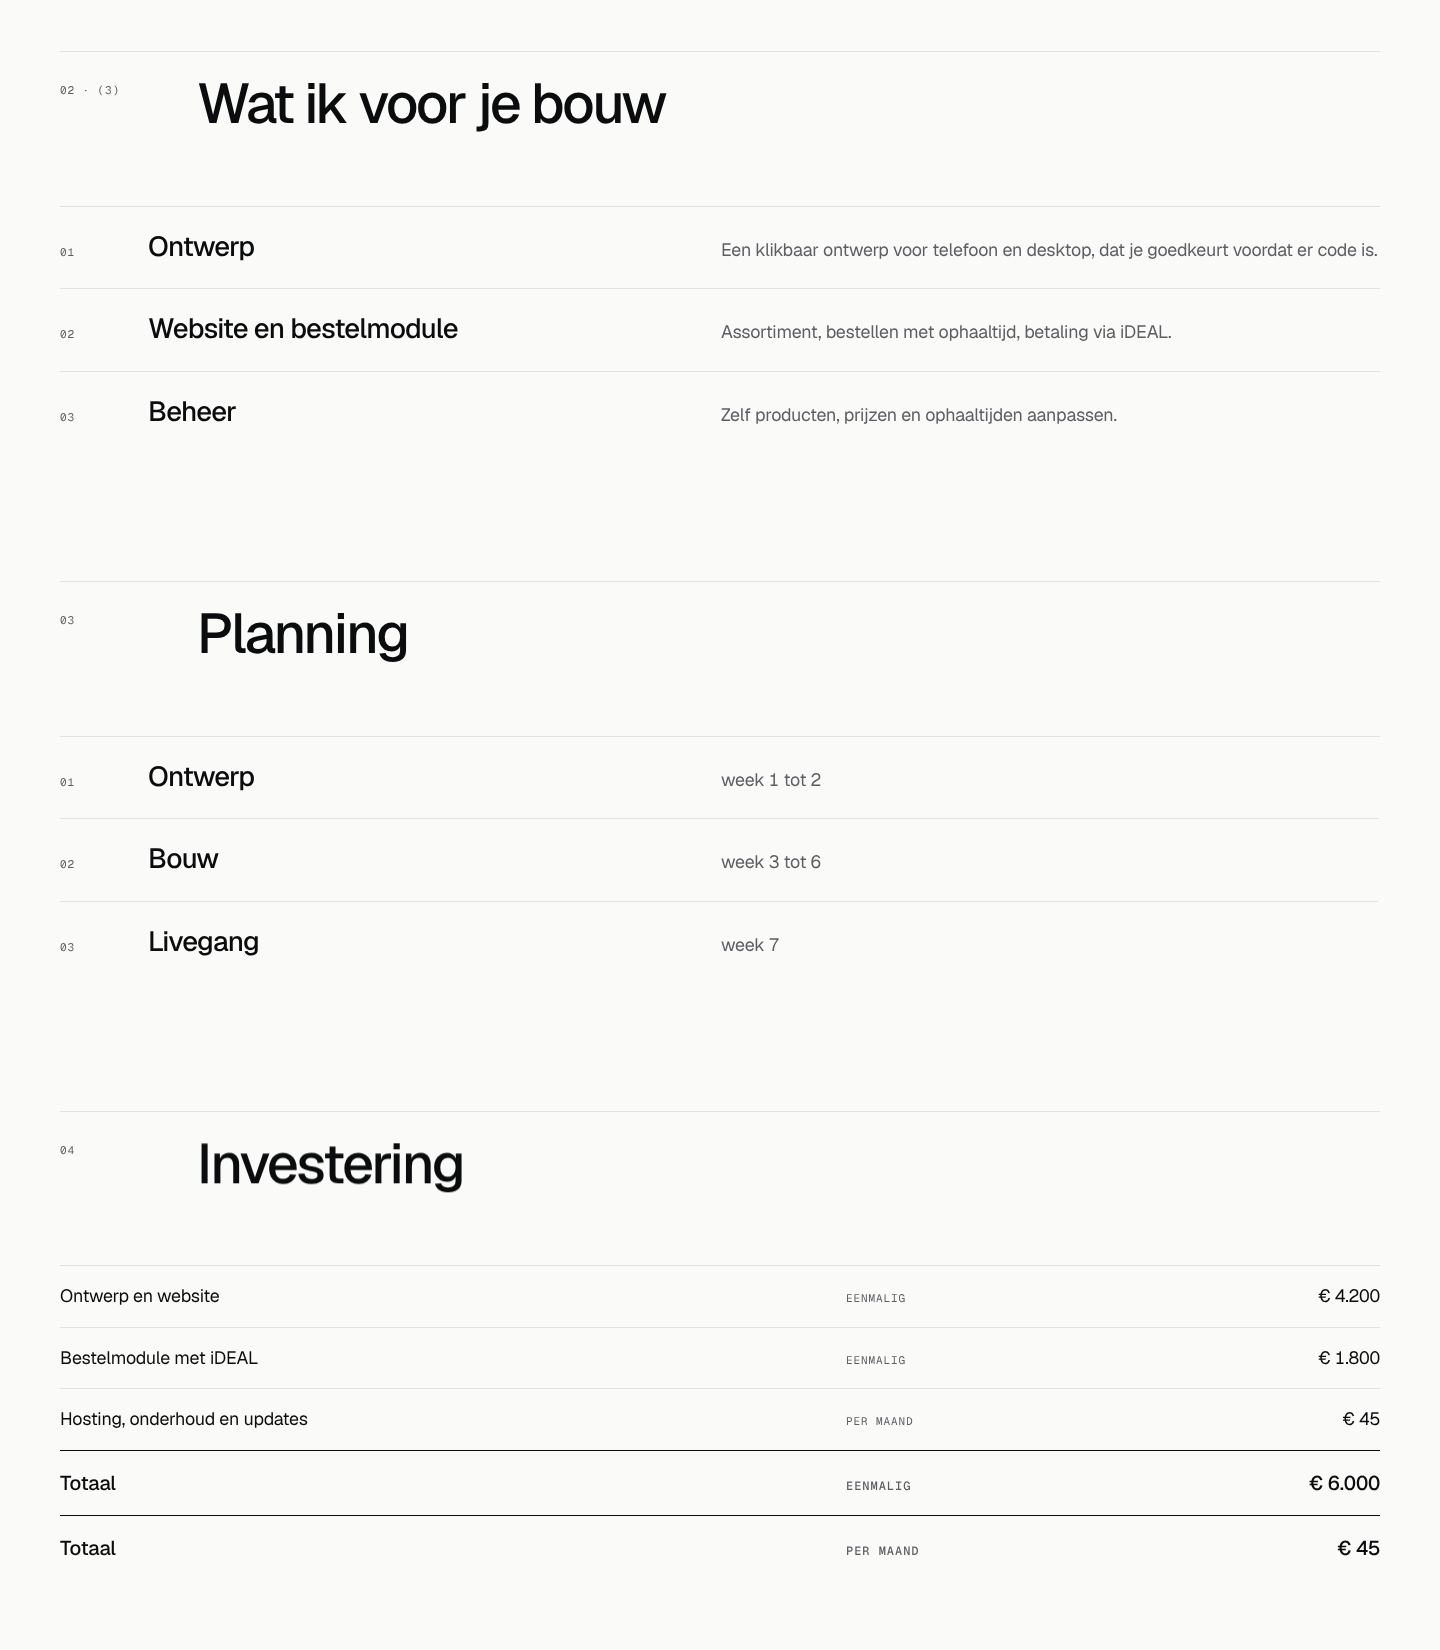 02 · (3) Wat ik voor je bouw
01 Ontwerp Een klikbaar ontwerp voor telefoon en desktop, dat je goedkeurt voordat er code is.
02 Website en bestelmodule Assortiment, bestellen met ophaaltijd, betaling via iDEAL.
03 Beheer Zelf producten, prijzen en ophaaltijden aanpassen.
03 Planning
01 Ontwerp week 1 tot 2
02 Bouw week 3 tot 6
03 Livegang week 7
04 Investering
Ontwerp en website EENMALIG € 4.200
Bestelmodule met iDEAL EENMALIG € 1.800
Hosting, onderhoud en updates PER MAAND € 45
Totaal EENMALIG € 6.000
Totaal PER MAAND € 45